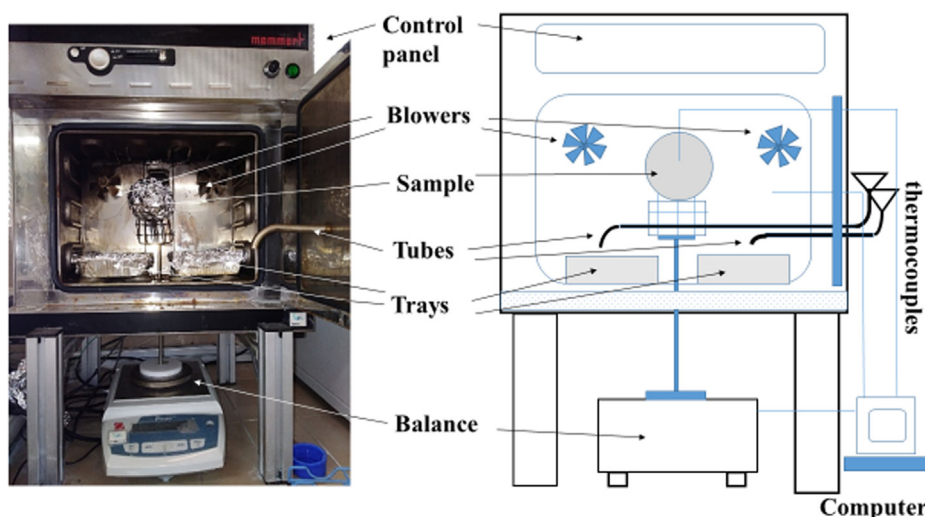 memmert
Control
panel
Blowers
Sample
Tubes
Trays
Balance
thermocouples
Computer